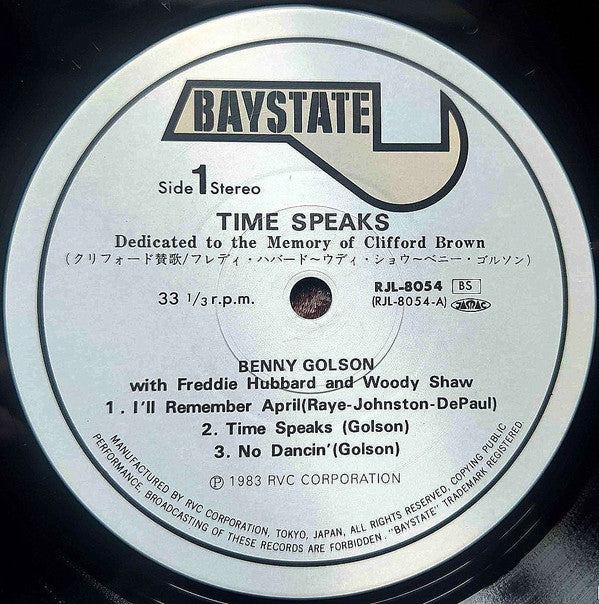 BAYSTATE
Side 1 Stereo
TIME SPEAKS
Dedicated to the Memory of Clifford Brown
(クリフォード賛歌/フレディ・ハバード~ウディ・ショウ~ベニー・ゴルソン)
33 1/3 r.p.m.
RJL-8054 BS
(RJL-8054-A) JASRAC
BENNY GOLSON
with Freddie Hubbard and Woody Shaw
1. I'll Remember April(Raye-Johnston-DePaul)
2. Time Speaks (Golson)
3. No Dancin'(Golson)
Ⓟ 1983 RVC CORPORATION
MANUFACTURED BY RVC CORPORATION, TOKYO, JAPAN, ALL RIGHTS RESERVED, COPYING PUBLIC
PERFORMANCE, BROADCASTING OF THESE RECORDS ARE FORBIDDEN. "BAYSTATE" TRADEMARK REGISTERED